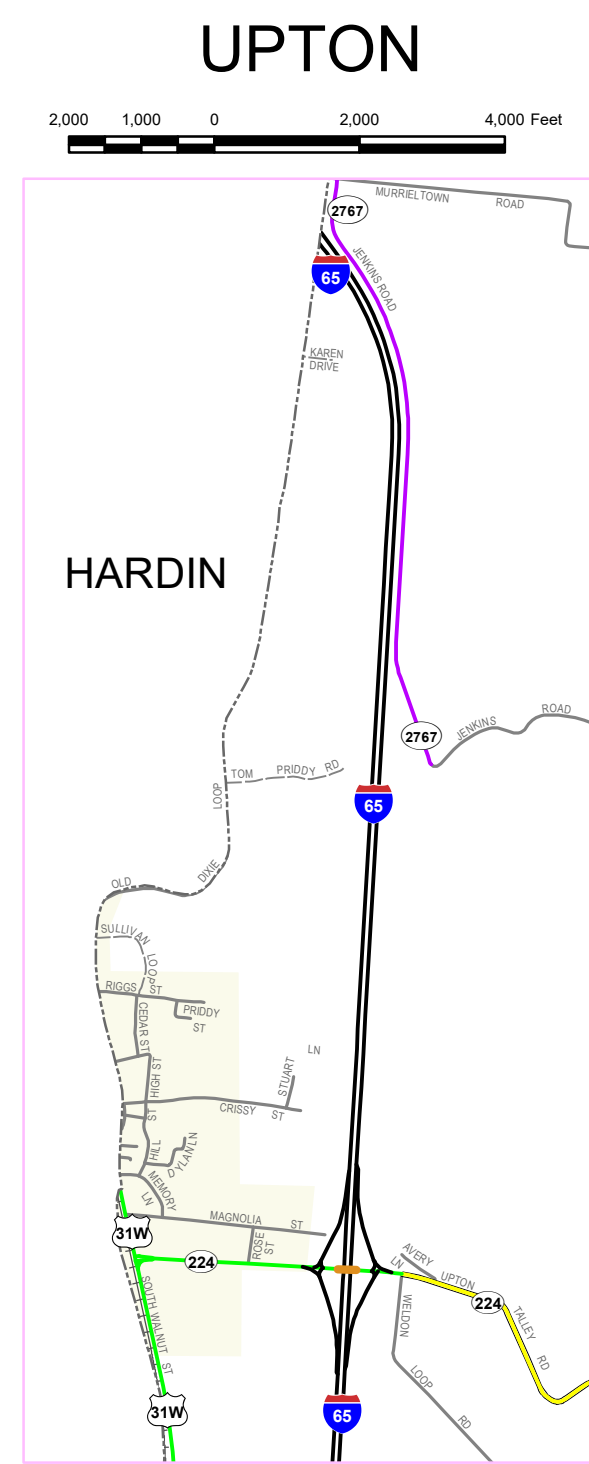 UPTON
2,000 1,000 0 2,000 4,000 Feet
MURRIELTOWN ROAD
2767
JENKINS ROAD
65
KAREN
DRIVE
HARDIN
2767
JENKINS ROAD
TOM PRIDDY RD
LOOP
65
DIXIE
OLD
SULLIVAN
LOOP
RIGGS ST
PRIDDY
ST
CEDAR ST
LN
STUART
HIGH ST
CRISSY ST
ST
HILL
DYLAN LN
MEMORY
LN
MAGNOLIA ST
31W
ROSE
ST
224
AVERY
LN
UPTON
224
TALLEY RD
SOUTH WALNUT ST
WELDON
LOOP
RD
31W
65